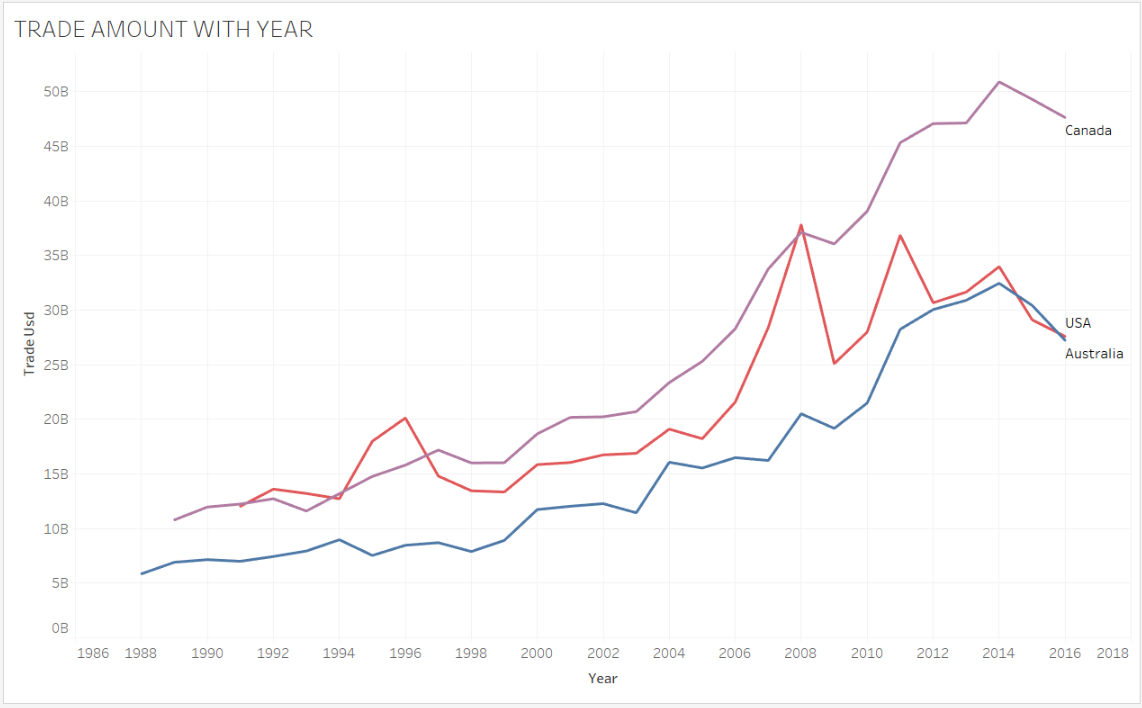 TRADE AMOUNT WITH YEAR
50B
45B
40B
35B
30B
25B
20B
15B
10B
5B
0B
Trade Usd
Canada
USA
Australia
1986 1988 1990 1992 1994 1996 1998 2000 2002 2004 2006 2008 2010 2012 2014 2016 2018
Year